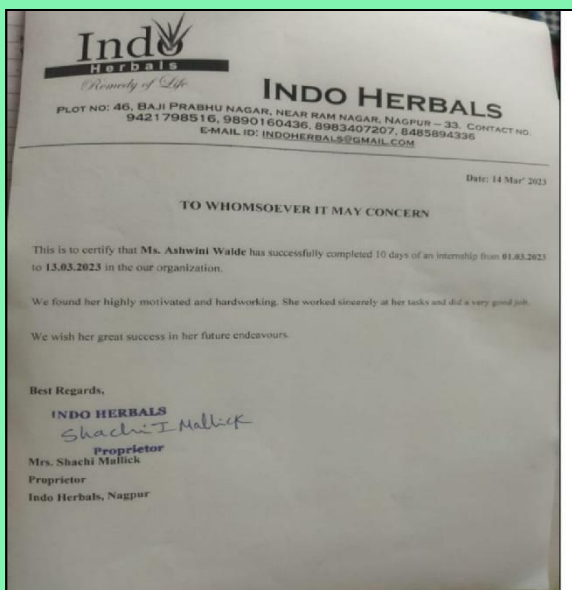 Indo
Herbals
Remedy of Life
INDO HERBALS
PLOT NO: 46, BAJI PRABHU NAGAR, NEAR RAM NAGAR, NAGPUR – 33. CONTACT NO.
9421798516, 9890160436, 8983407207, 8485894336
E-MAIL ID: INDOHERBALS@GMAIL.COM
Date: 14 Mar' 2023
TO WHOMSOEVER IT MAY CONCERN
This is to certify that Ms. Ashwini Walde has successfully completed 10 days of an internship from 01.03.2023
to 13.03.2023 in the our organization.
We found her highly motivated and hardworking. She worked sincerely at her tasks and did a very good job.
We wish her great success in her future endeavours.
Best Regards,
INDO HERBALS
Shachi I Mallick
Proprietor
Mrs. Shachi Mallick
Proprietor
Indo Herbals, Nagpur